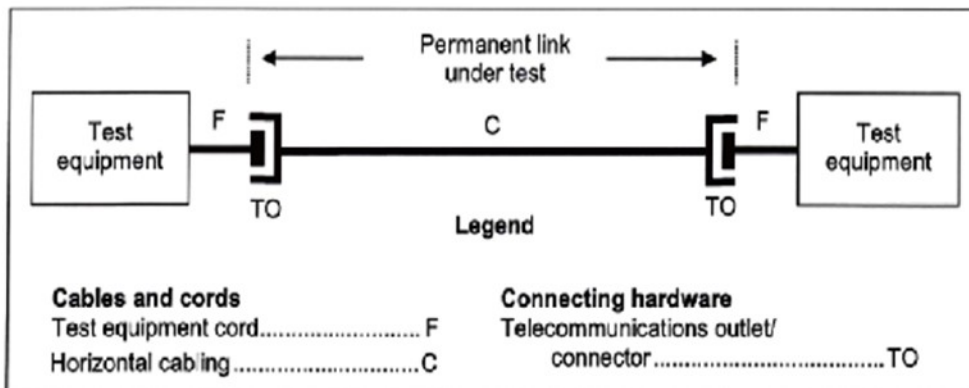 Permanent link
under test
F
C
F
Test
equipment
Test
equipment
TO
TO
Legend
Cables and cords
Test equipment cord.............................. F
Horizontal cabling..............................C
Connecting hardware
Telecommunications outlet/
connector ......................................TO